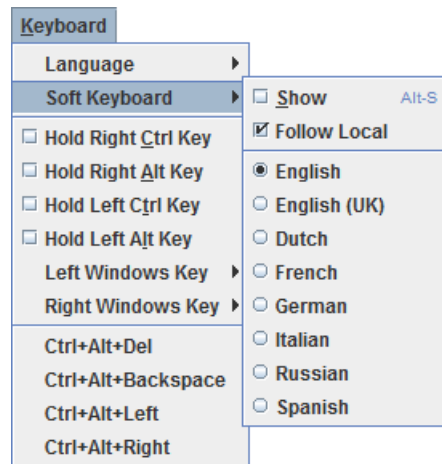 Keyboard
Language
Soft Keyboard
Hold Right Ctrl Key
Hold Right Alt Key
Hold Left Ctrl Key
Hold Left Alt Key
Left Windows Key
Right Windows Key
Ctrl+Alt+Del
Ctrl+Alt+Backspace
Ctrl+Alt+Left
Ctrl+Alt+Right
Show Alt-S
Follow Local
English
English (UK)
Dutch
French
German
Italian
Russian
Spanish